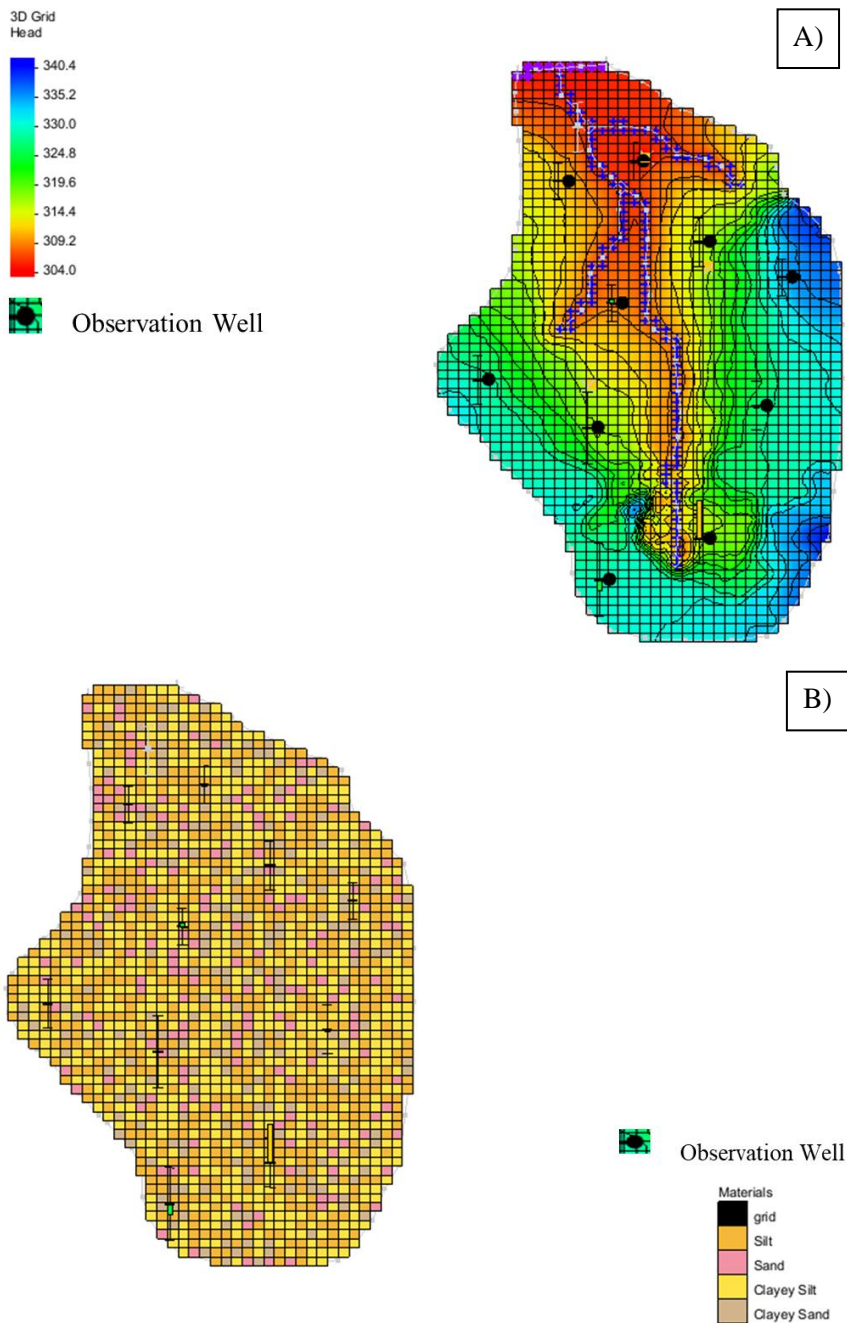 3D Grid
Head
340.4
335.2
330.0
324.8
319.6
314.4
309.2
304.0
Observation Well
A)
B)
Observation Well
Materials
grid
Silt
Sand
Clayey Silt
Clayey Sand